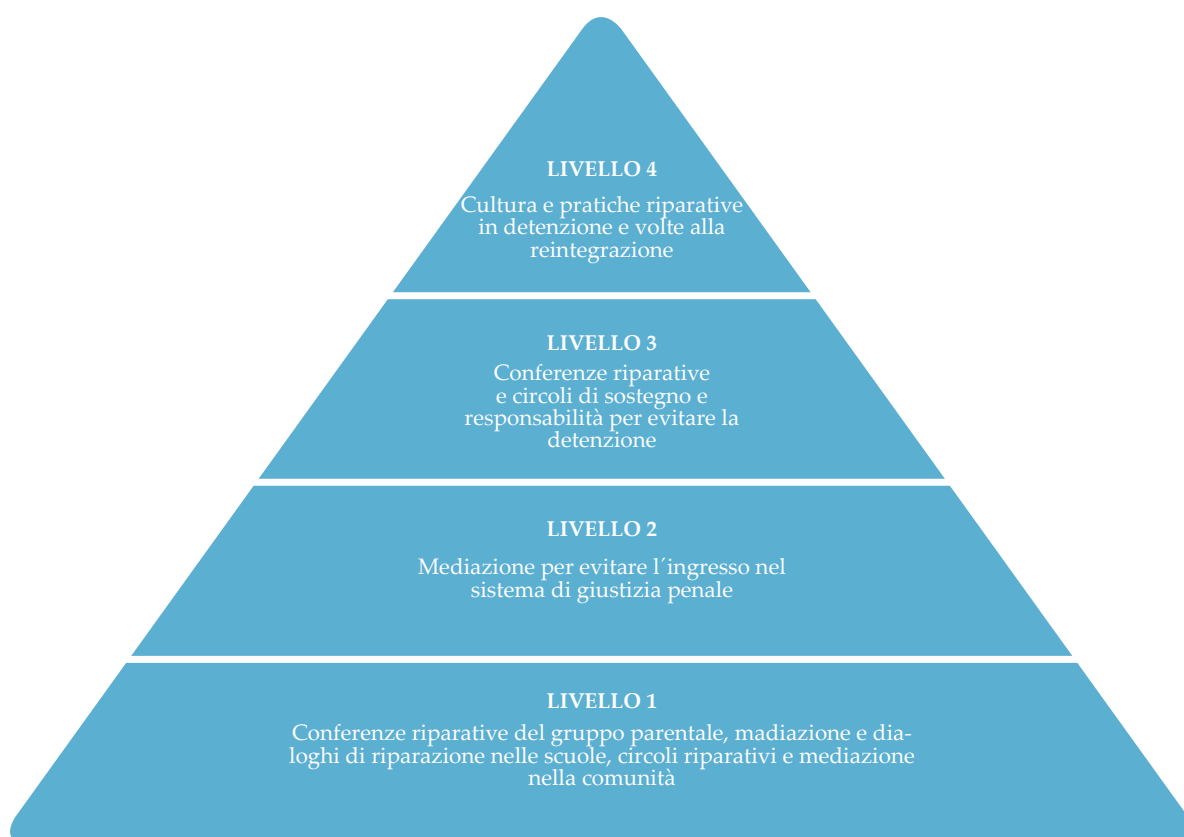 LIVELLO 4
Cultura e pratiche riparative
in detenzione e volte alla
reintegrazione
LIVELLO 3
Conferenze riparative
e circoli di sostegno e
responsabilità per evitare la
detenzione
LIVELLO 2
Mediazione per evitare l´ingresso nel
sistema di giustizia penale
LIVELLO 1
Conferenze riparative del gruppo parentale, madiazione e dia-
loghi di riparazione nelle scuole, circoli riparativi e mediazione
nella comunità